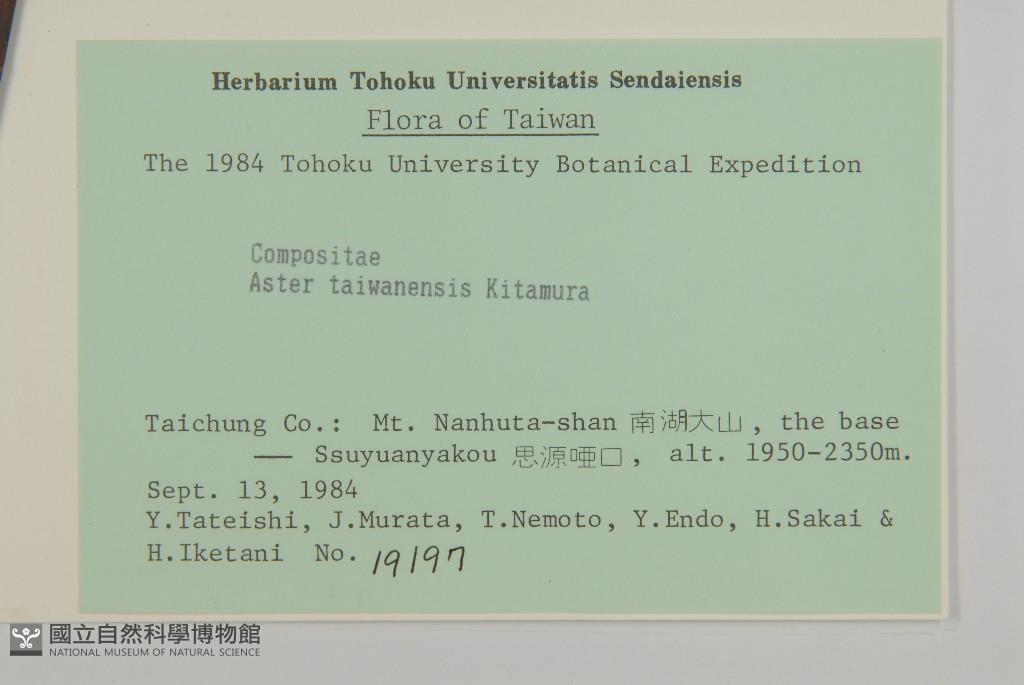 Herbarium Tohoku Universitatis Sendaiensis
Flora of Taiwan
The 1984 Tohoku University Botanical Expedition
Compositae
Aster taiwanensis Kitamura
Taichung Co.: Mt. Nanhuta-shan 南湖大山, the base
— Ssuyuanyakou 思源啞口, alt. 1950-2350m.
Sept. 13, 1984
Y.Tateishi, J.Murata, T.Nemoto, Y.Endo, H.Sakai &
H.Iketani No. 19197
國立自然科學博物館
NATIONAL MUSEUM OF NATURAL SCIENCE